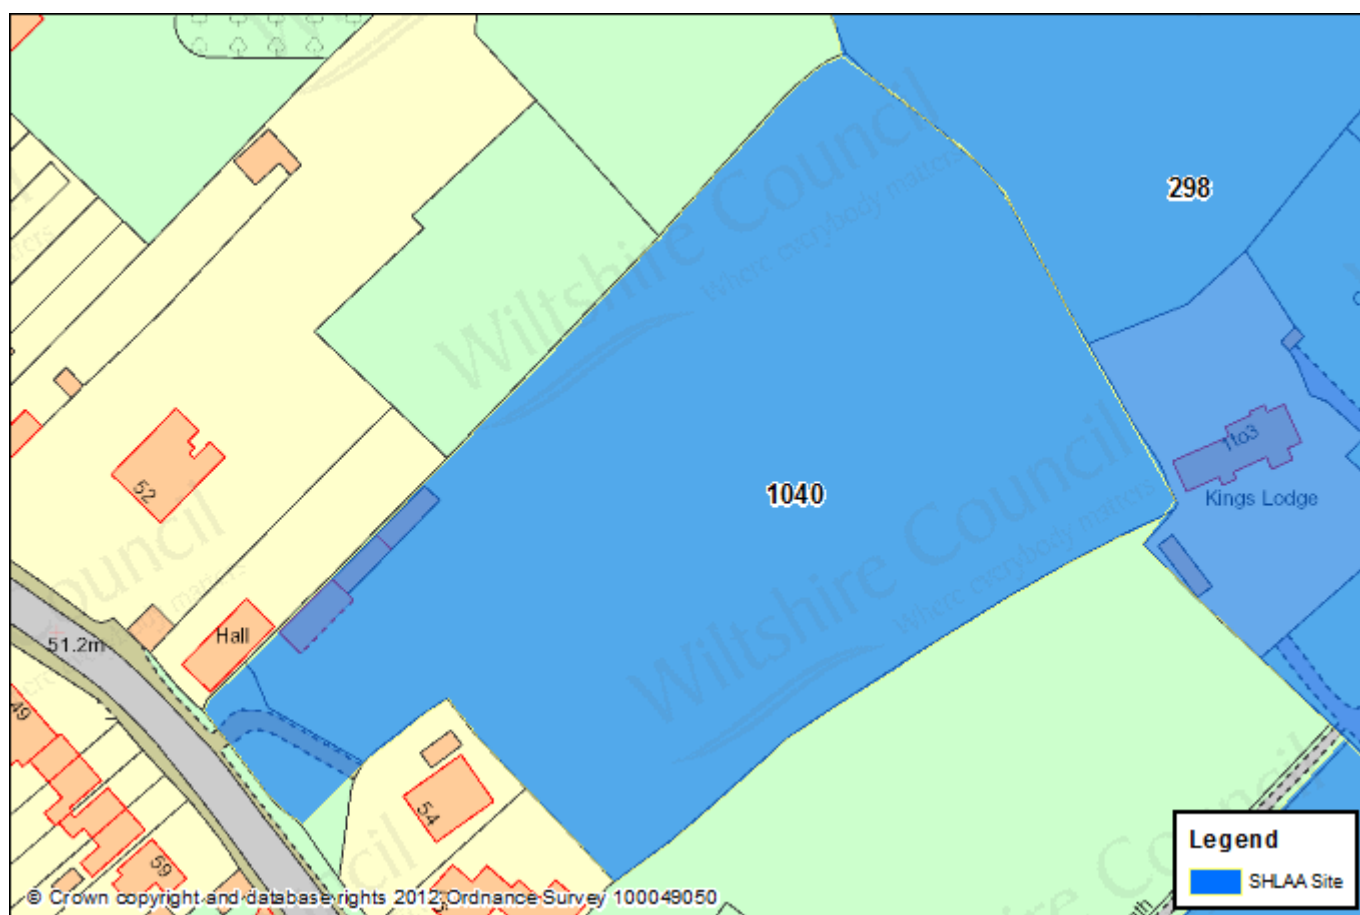 298
1to3
Kings Lodge
1040
52
Hall
51.2m
49
54
59
Wiltshire Council
Where everybody matters
Wiltshire Council
Where everybody matters
Council
Legend
SHLAA Site
© Crown copyright and database rights 2012 Ordnance Survey 100049050